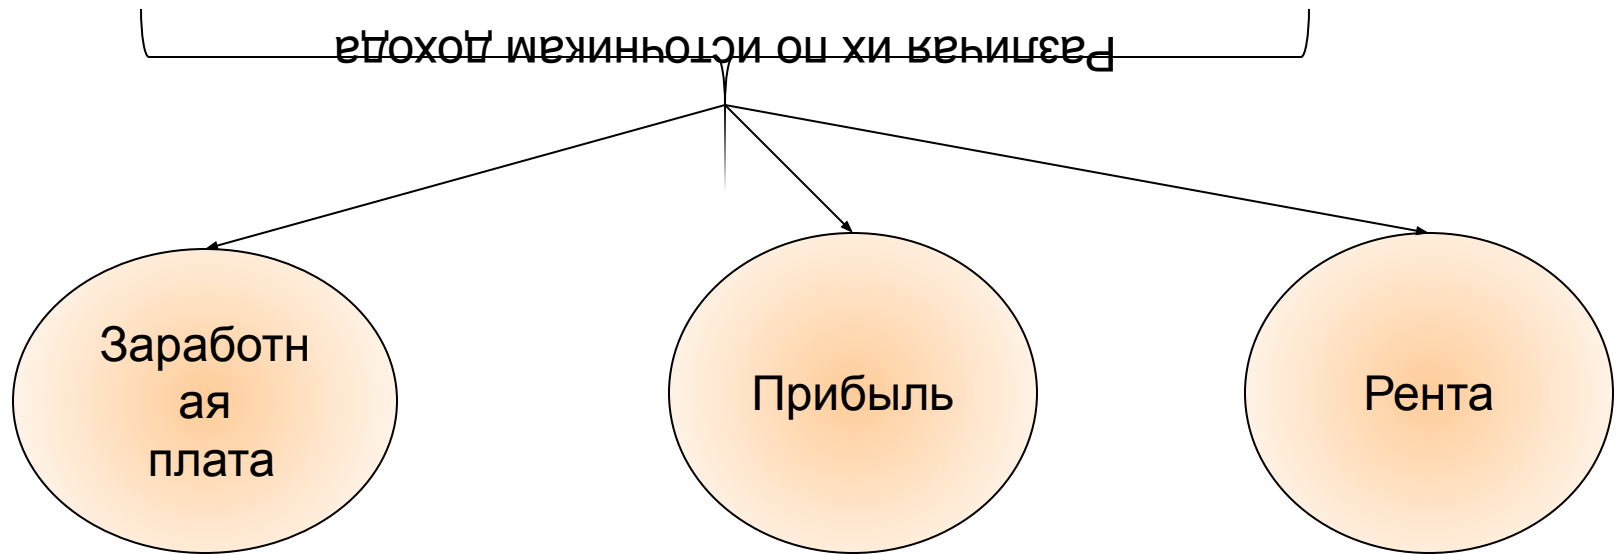 Различая их по источникам дохода
Заработн
ая
плата
Прибыль
Рента